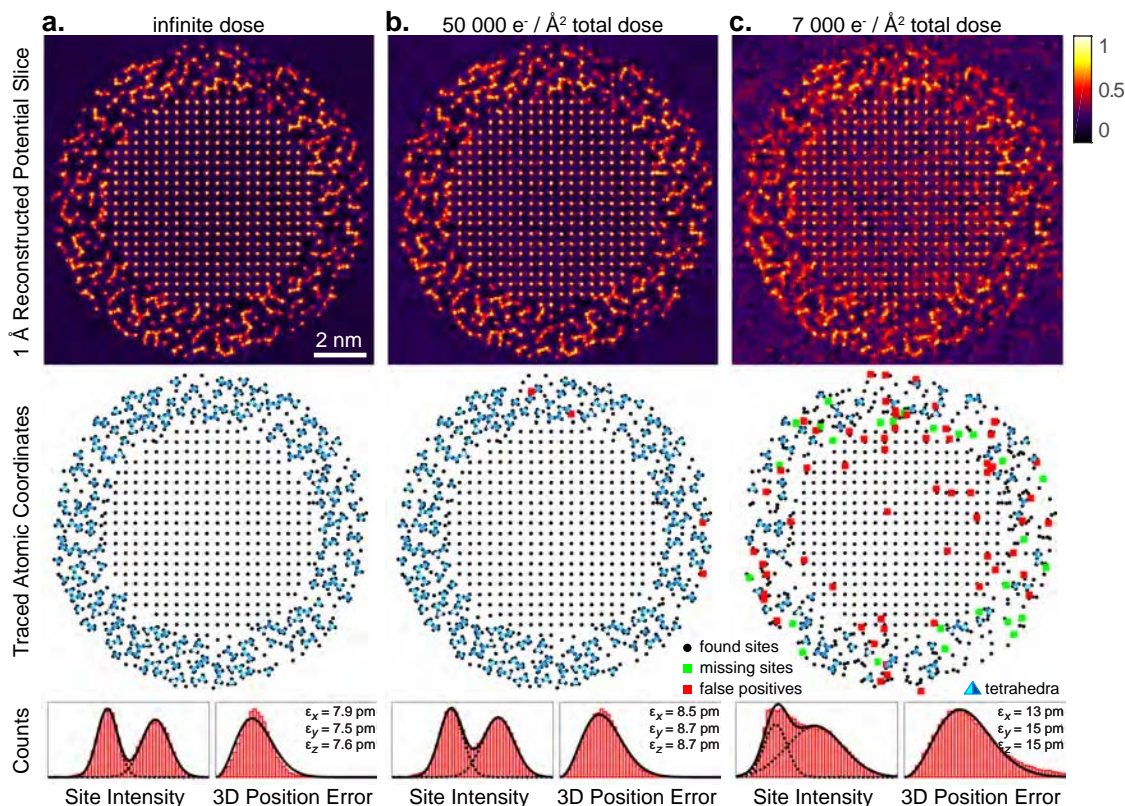 a. infinite dose
b. 50 000 e⁻ / Å² total dose
c. 7 000 e⁻ / Å² total dose
1 Å Reconstructed Potential Slice
1
0.5
0
2 nm
Traced Atomic Coordinates
found sites
missing sites
false positives
tetrahedra
Counts
εx = 7.9 pm
εy = 7.5 pm
εz = 7.6 pm
εx = 8.5 pm
εy = 8.7 pm
εz = 8.7 pm
εx = 13 pm
εy = 15 pm
εz = 15 pm
Site Intensity 3D Position Error
Site Intensity 3D Position Error
Site Intensity 3D Position Error